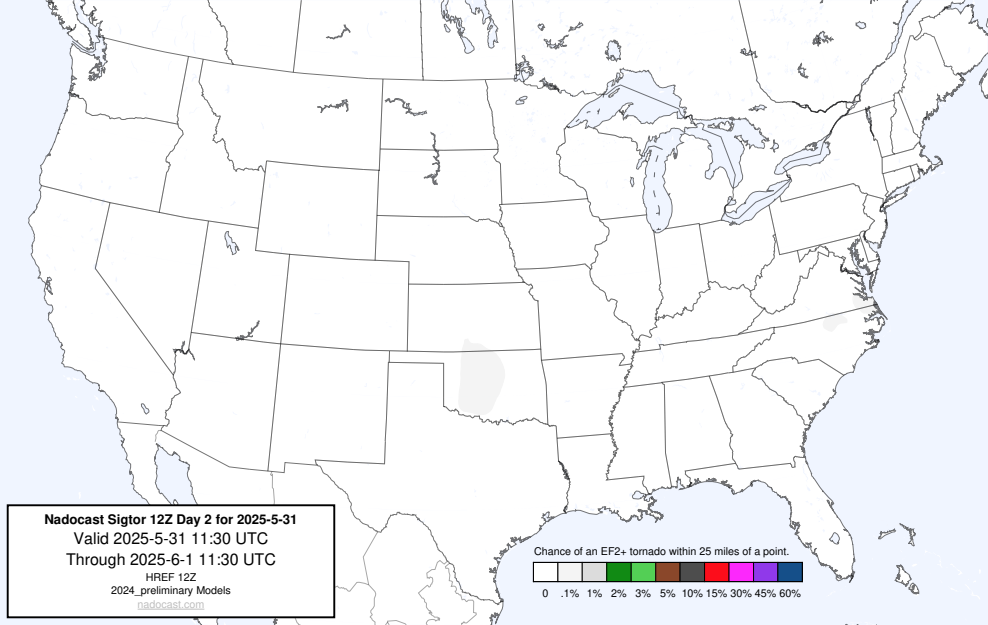 Nadocast Sigtor 12Z Day 2 for 2025-5-31
Valid 2025-5-31 11:30 UTC
Through 2025-6-1 11:30 UTC
HREF 12Z
2024_preliminary Models
nadocast.com
Chance of an EF2+ tornado within 25 miles of a point.
0 .1% 1% 2% 3% 5% 10% 15% 30% 45% 60%